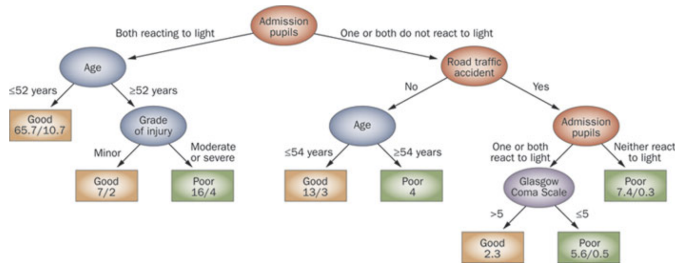 Admission
pupils
Both reacting to light
One or both do not react to light
Age
Road traffic
accident
≤52 years
≥52 years
No
Yes
Good
65.7/10.7
Grade
of injury
Age
Admission
pupils
Minor
Moderate
or severe
≤54 years
≥54 years
One or both
react to light
Neither react
to light
Good
7/2
Poor
16/4
Good
13/3
Poor
4
Glasgow
Coma Scale
Poor
7.4/0.3
>5
≤5
Good
2.3
Poor
5.6/0.5